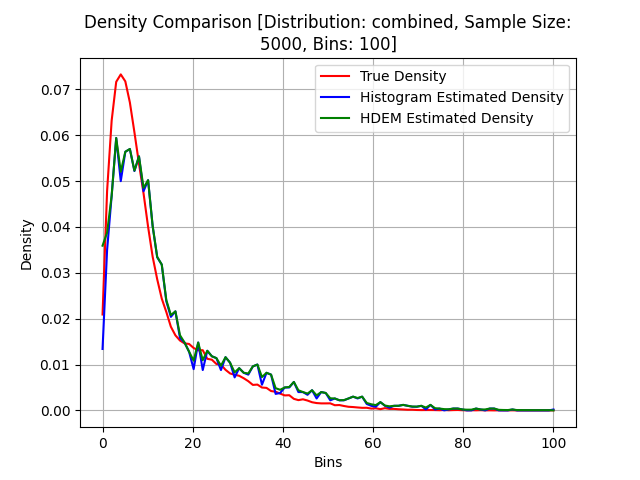 Density Comparison [Distribution: combined, Sample Size:
5000, Bins: 100]
True Density
Histogram Estimated Density
HDEM Estimated Density
Density
0.07
0.06
0.05
0.04
0.03
0.02
0.01
0.00
0 20 40 60 80 100
Bins